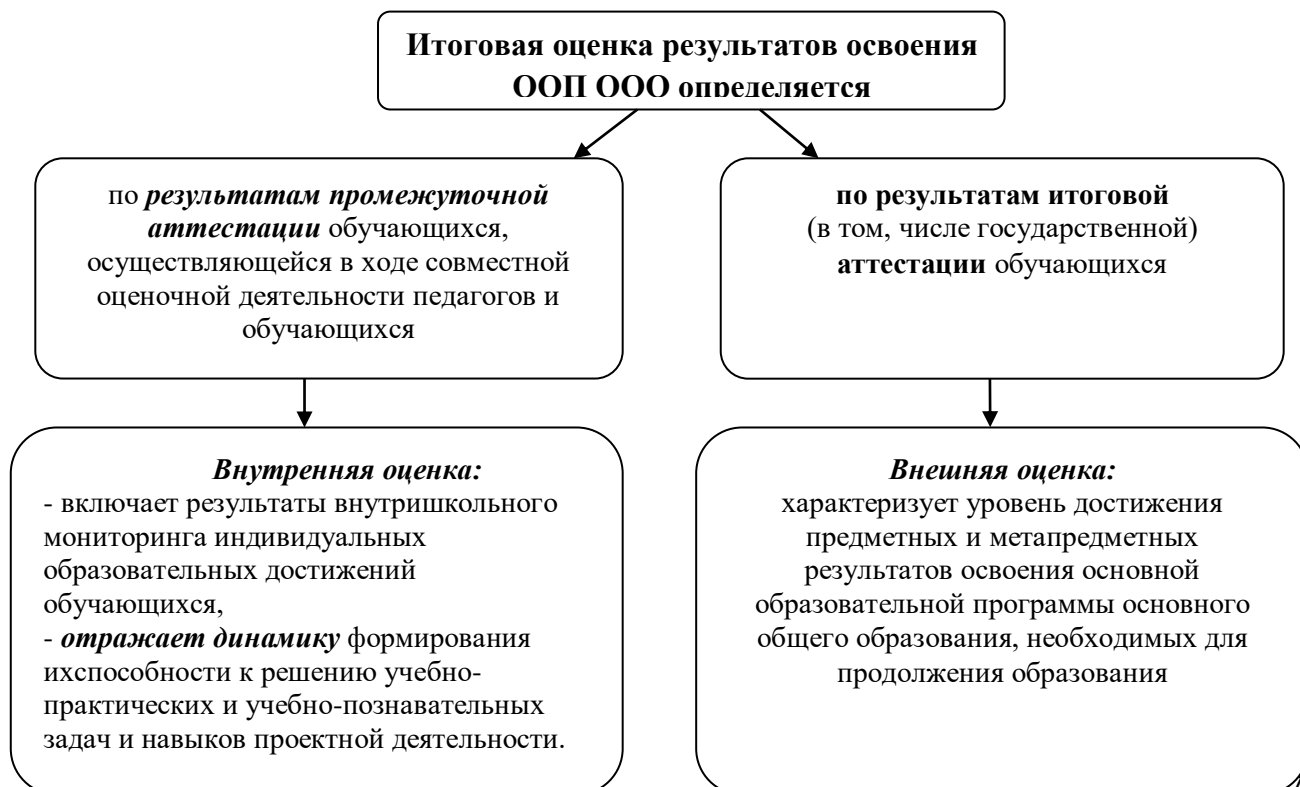 Итоговая оценка результатов освоения
ООП ООО определяется
по результатам промежуточной
аттестации обучающихся,
осуществляющейся в ходе совместной
оценочной деятельности педагогов и
обучающихся
по результатам итоговой
(в том, числе государственной)
аттестации обучающихся
Внутренняя оценка:
- включает результаты внутришкольного
мониторинга индивидуальных
образовательных достижений
обучающихся,
- отражает динамику формирования
ихспособности к решению учебно-
практических и учебно-познавательных
задач и навыков проектной деятельности.
Внешняя оценка:
характеризует уровень достижения
предметных и метапредметных
результатов освоения основной
образовательной программы основного
общего образования, необходимых для
продолжения образования